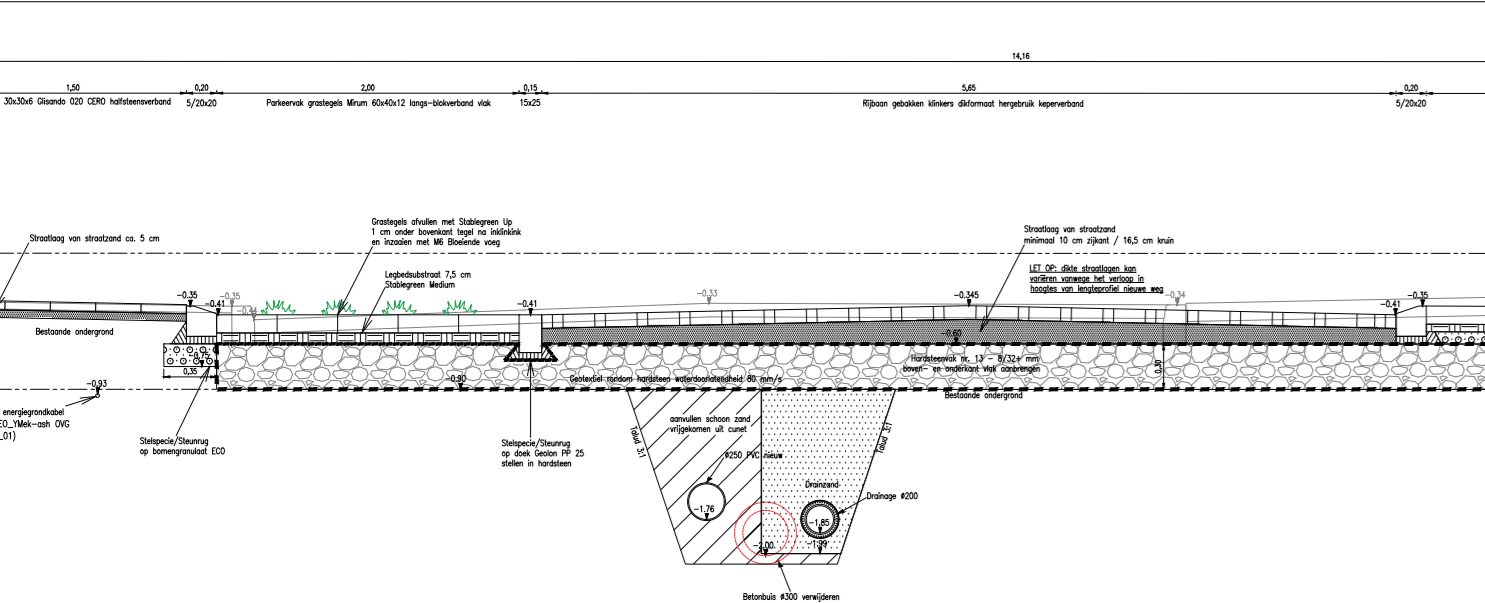 14,16
1,50
0,20
2,00
0,15
5,65
0,20
30x30x6 Glisando 020 CERO halfsteensverband
5/20x20
Parkeervak grastegels Mirum 60x40x12 langs-blokverband vlak
15x25
Rijbaan gebakken klinkers dikformaat hergebruik keperverband
5/20x20
Grastegels afvullen met Stablegreen Up
1 cm onder bovenkant tegel na inklinkink
en inzaaien met M6 Bloeiende voeg
Straatlaag van straatzand ca. 5 cm
Straatlaag van straatzand
minimaal 10 cm zijkant / 16,5 cm kruin
Legbedsubstraat 7,5 cm
Stablegreen Medium
LET OP: dikte straatlagen kan
variëren vanwege het verloop in
hoogtes van lengteprofiel nieuwe weg
-0.35
-0.41
-0.35
-0.44
-0.41
-0.33
-0.345
-0.34
-0.41
-0.35
Bestaande ondergrond
-0.60
-0.75
0,35
-0.90
Hardsteenvak nr. 13 - 8/32+ mm
boven- en onderkant vlak aanbrengen
0,30
Geotextiel rondom hardsteen waterdoorlatendheid 80 mm/s
Bestaande ondergrond
-0.93
energiegrondkabel
EO_YMek-ash OVG
_01)
Stelspecie/Steunrug
op bomengranulaat ECO
Stelspecie/Steunrug
op doek Geolon PP 25
stellen in hardsteen
aanvullen schoon zand
vrijgekomen uit cunet
Talud 3:1
Talud 3:1
Ø250 PVC nieuw
Drainzand
Drainage Ø200
-1.76
-1.85
-1.99
-2.00
Betonbuis Ø300 verwijderen